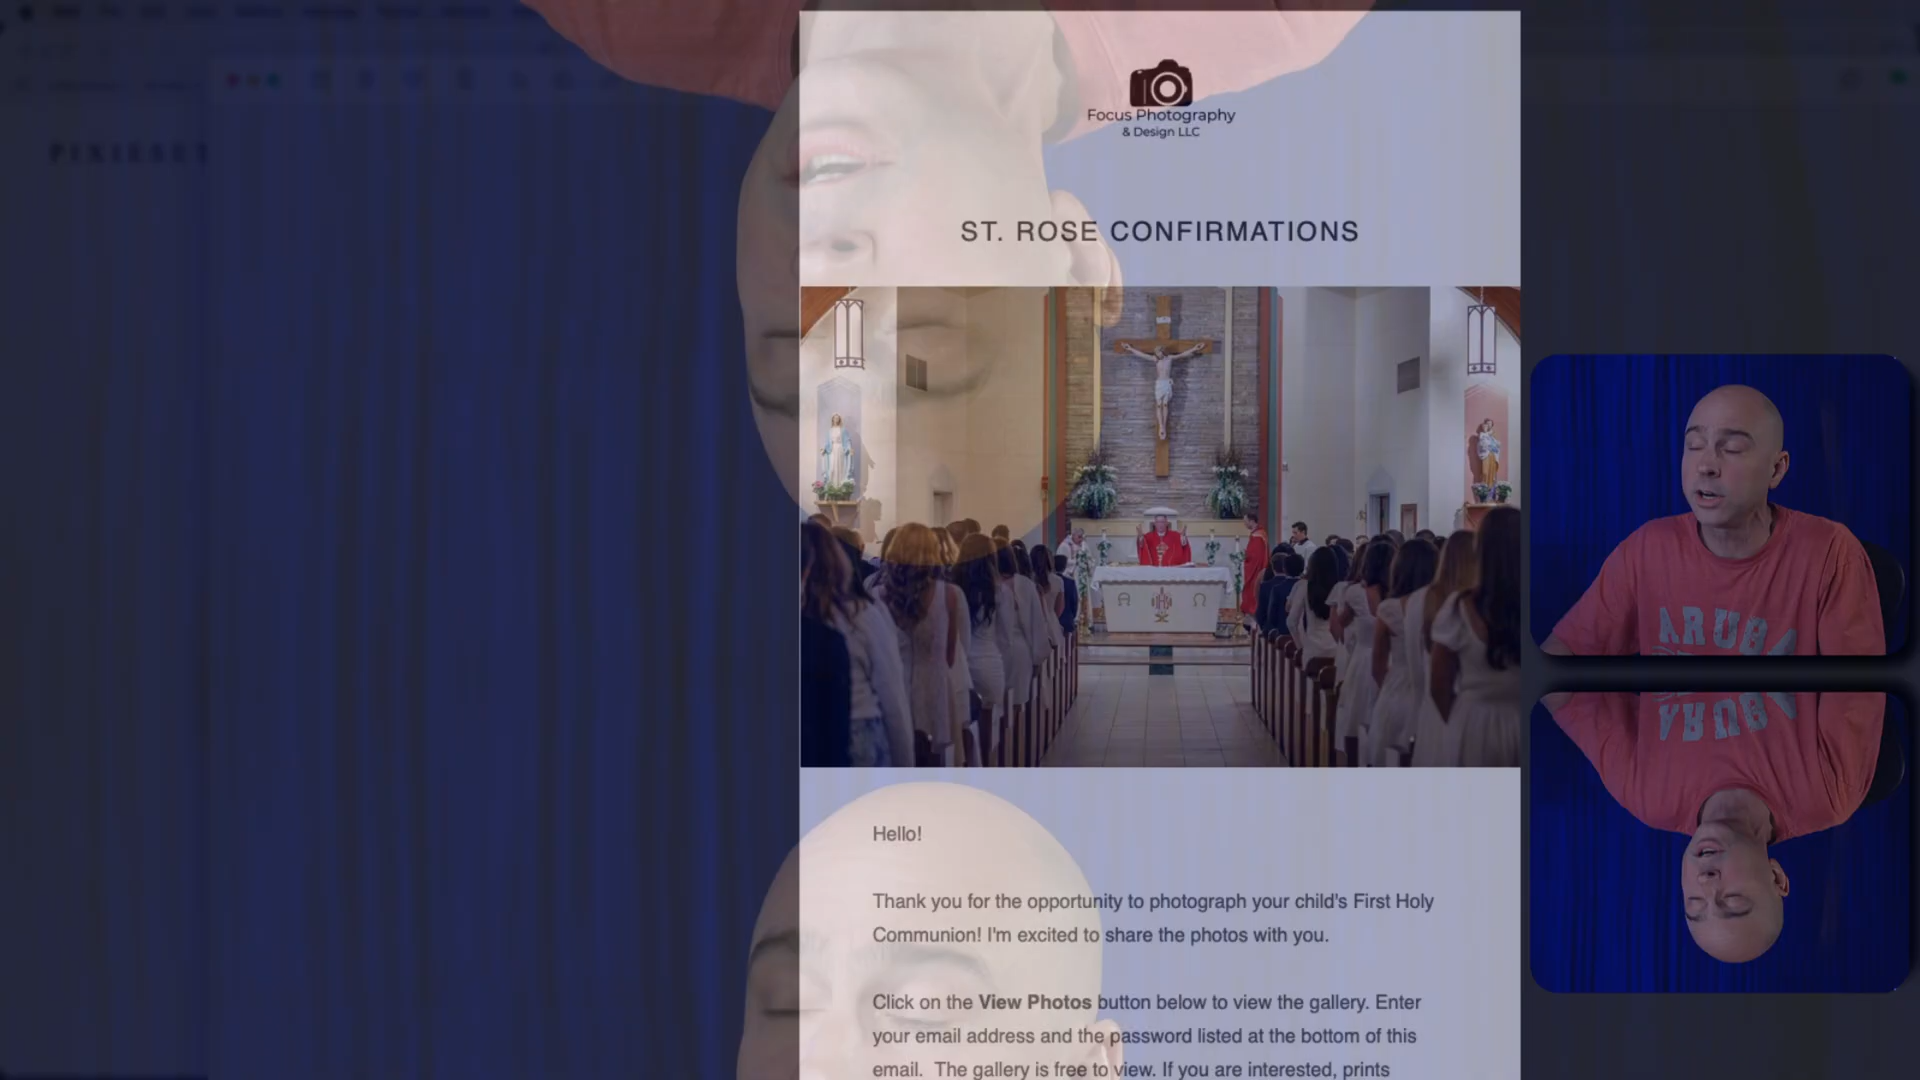 PIXIESET
Focus Photography
& Design LLC
ST. ROSE CONFIRMATIONS
ARUBA
ARUBA
Hello!
Thank you for the opportunity to photograph your child's First Holy
Communion! I'm excited to share the photos with you.
Click on the View Photos button below to view the gallery. Enter
your email address and the password listed at the bottom of this
email. The gallery is free to view. If you are interested, prints